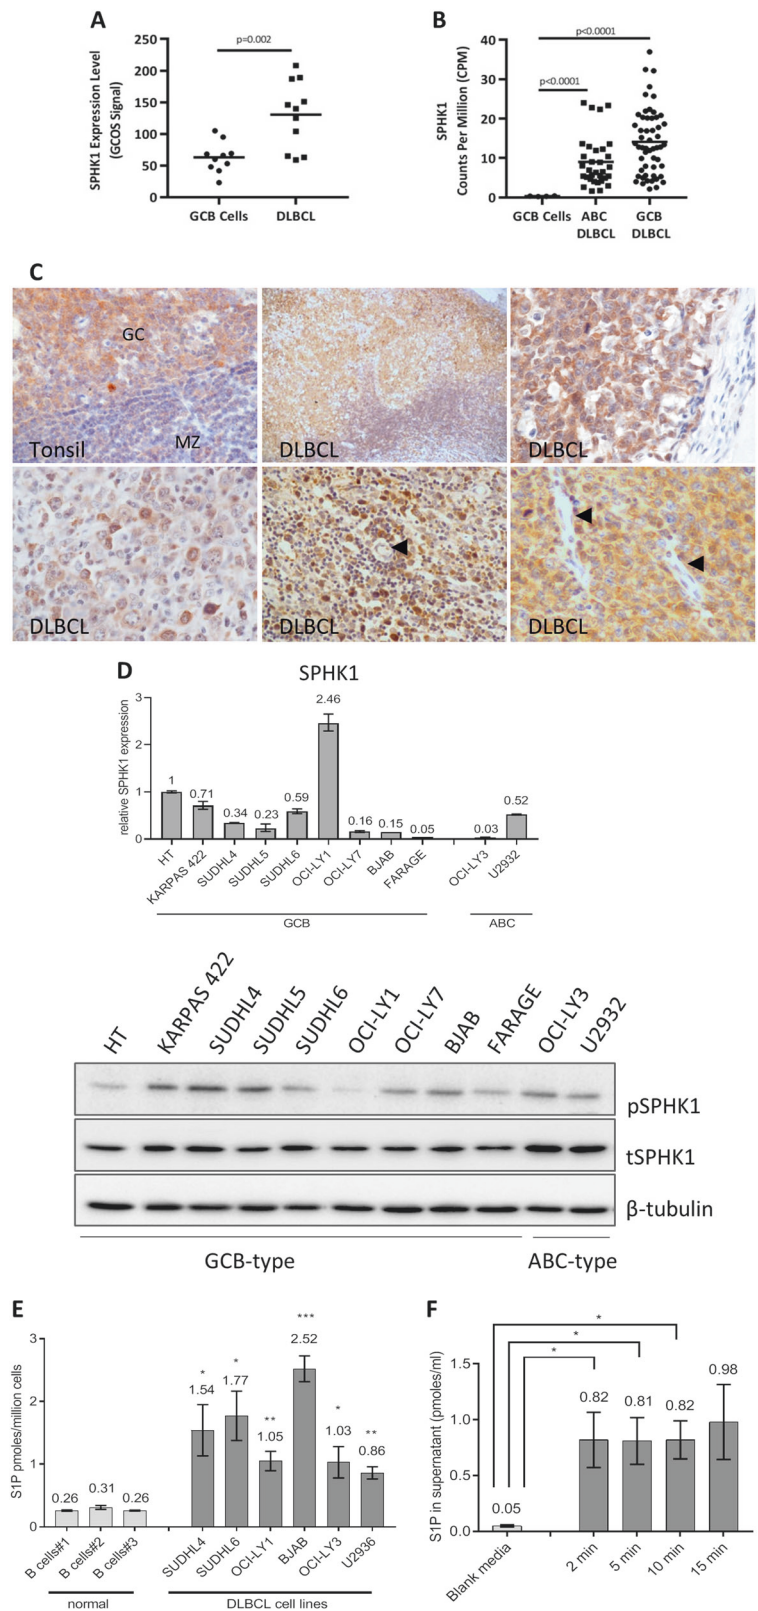 A
p=0.002
SPHK1 Expression Level
(GCOS Signal)
250
200
150
100
50
0
GCB Cells
DLBCL
B
p<0.0001
p<0.0001
SPHK1
Counts Per Million (CPM)
40
30
20
10
0
GCB Cells
ABC
DLBCL
GCB
DLBCL
C
GC
MZ
Tonsil
DLBCL
DLBCL
DLBCL
DLBCL
DLBCL
D
SPHK1
relative SPHK1 expression
3
2
1
0
1
0.71
0.34
0.23
0.59
2.46
0.16
0.15
0.05
0.03
0.52
HT
KARPAS 422
SUDHL4
SUDHL5
SUDHL6
OCI-LY1
OCI-LY7
BJAB
FARAGE
OCI-LY3
U2932
GCB
ABC
HT
KARPAS 422
SUDHL4
SUDHL5
SUDHL6
OCI-LY1
OCI-LY7
BJAB
FARAGE
OCI-LY3
U2932
pSPHK1
tSPHK1
β-tubulin
GCB-type
ABC-type
E
S1P pmoles/million cells
3
2
1
0
0.26
0.31
0.26
*
1.54
*
1.77
**
1.05
***
2.52
*
1.03
**
0.86
B cells#1
B cells#2
B cells#3
SUDHL4
SUDHL6
OCI-LY1
BJAB
OCI-LY3
U2936
normal
DLBCL cell lines
F
S1P in supernatant (pmoles/ml)
1.5
1.0
0.5
0.0
*
*
*
0.05
0.82
0.81
0.82
0.98
Blank media
2 min
5 min
10 min
15 min